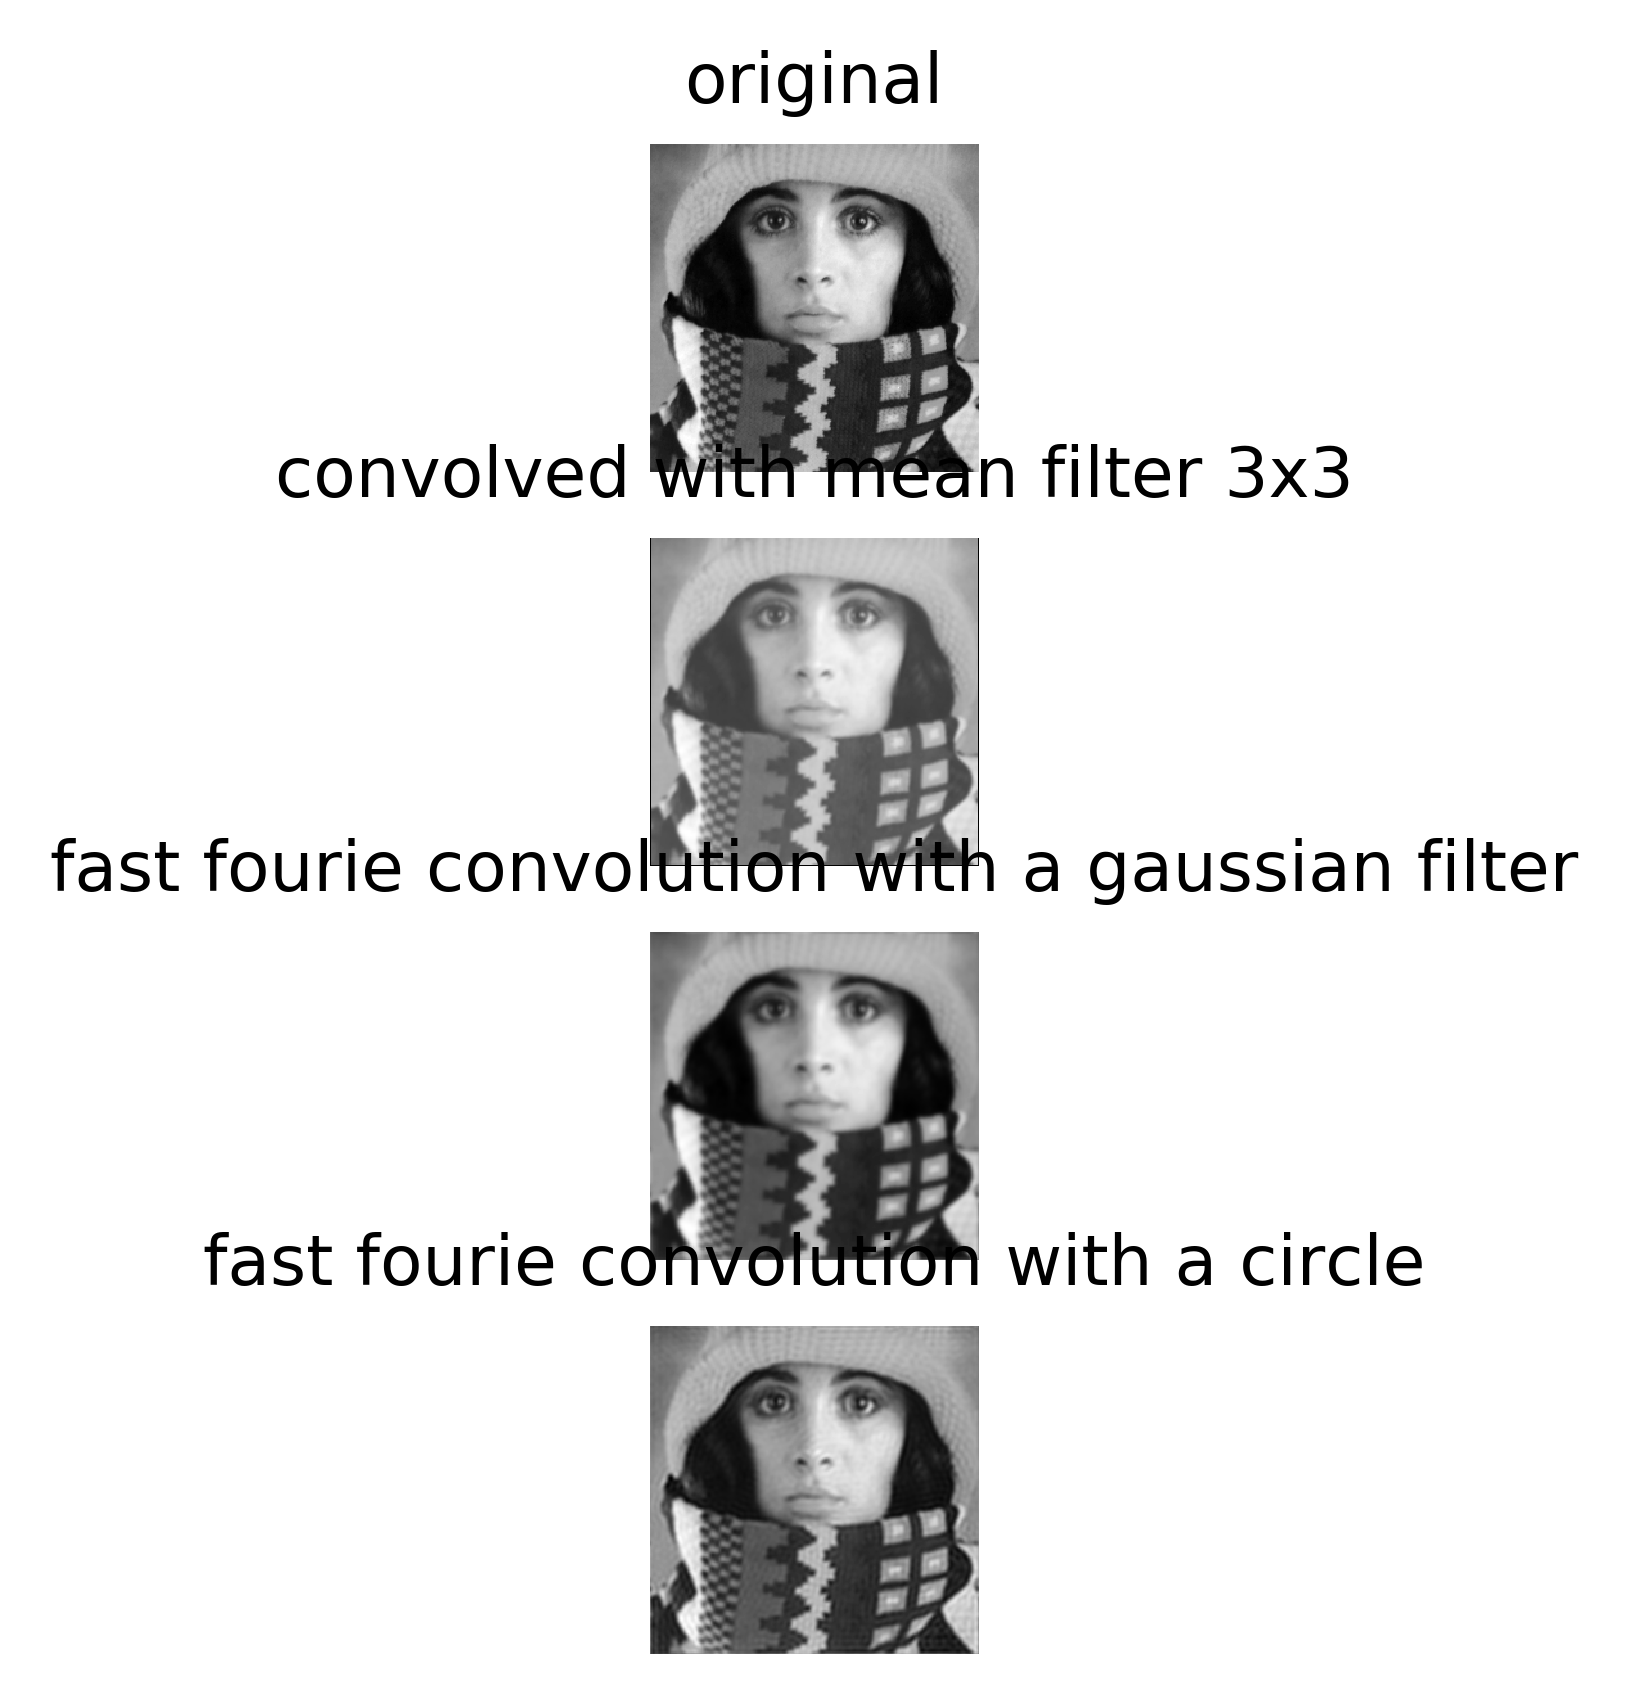 original
convolved with mean filter 3x3
fast fourie convolution with a gaussian filter
fast fourie convolution with a circle